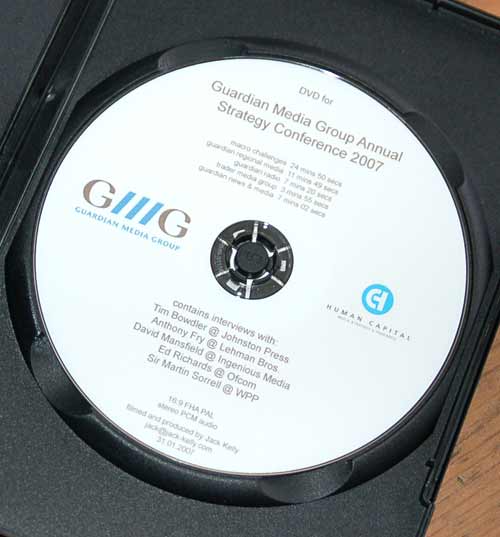 DVD for
Guardian Media Group Annual
Strategy Conference 2007
macro challenges 24 mins 50 secs
guardian regional media 11 mins 49 secs
guardian radio 7 mins 20 secs
trader media group 3 mins 55 secs
guardian news & media 7 mins 02 secs
GMG
GUARDIAN MEDIA GROUP
HUMAN CAPITAL
contains interviews with:
Tim Bowdler @ Johnston Press
Anthony Fry @ Lehman Bros.
David Mansfield @ Ingenious Media
Ed Richards @ Ofcom
Sir Martin Sorrell @ WPP
16:9 FHA PAL
stereo PCM audio
filmed and produced by Jack Kelly
jack@jack-kelly.com
31.01.2007